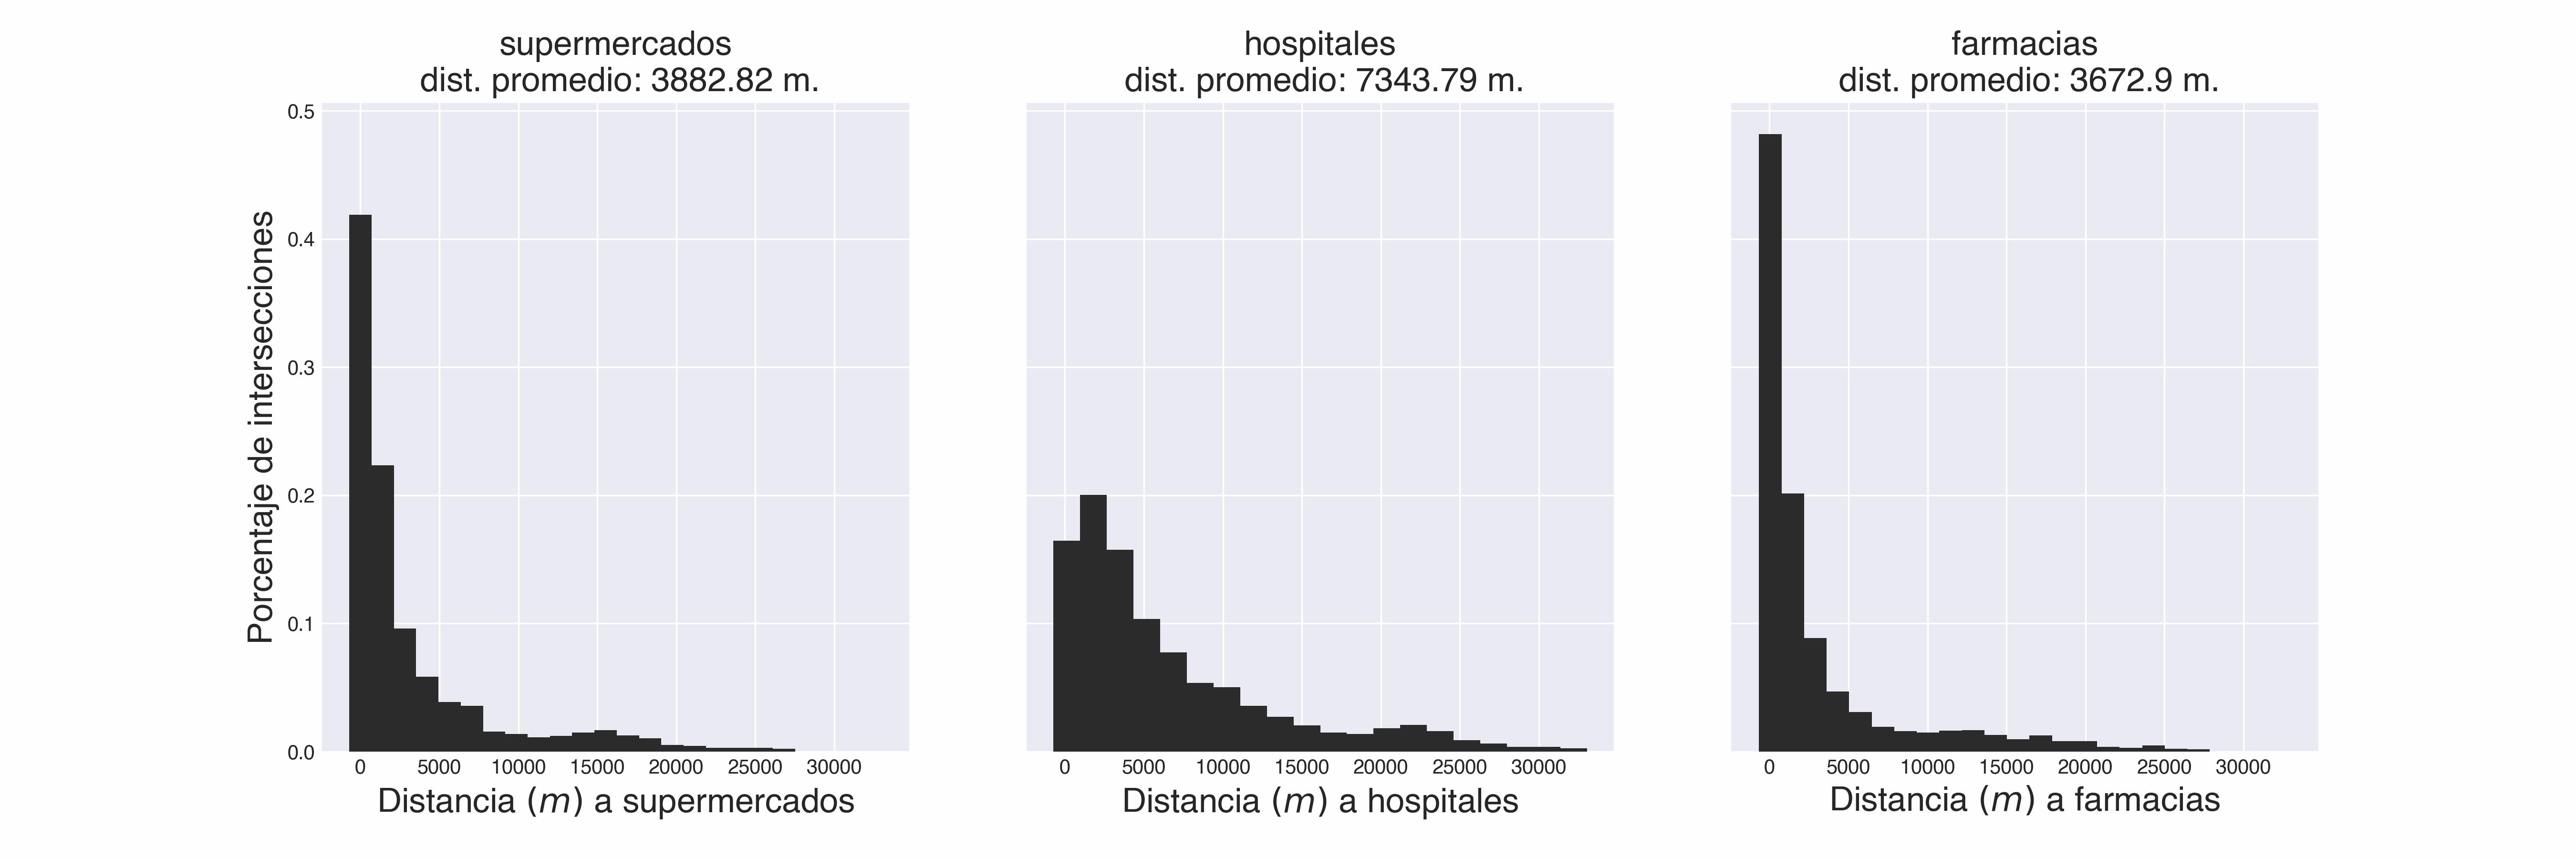 supermercados
dist. promedio: 3882.82 m.
hospitales
dist. promedio: 7343.79 m.
farmacias
dist. promedio: 3672.9 m.
Porcentaje de intersecciones
0.5
0.4
0.3
0.2
0.1
0.0
0 5000 10000 15000 20000 25000 30000
0 5000 10000 15000 20000 25000 30000
0 5000 10000 15000 20000 25000 30000
Distancia (m) a supermercados
Distancia (m) a hospitales
Distancia (m) a farmacias